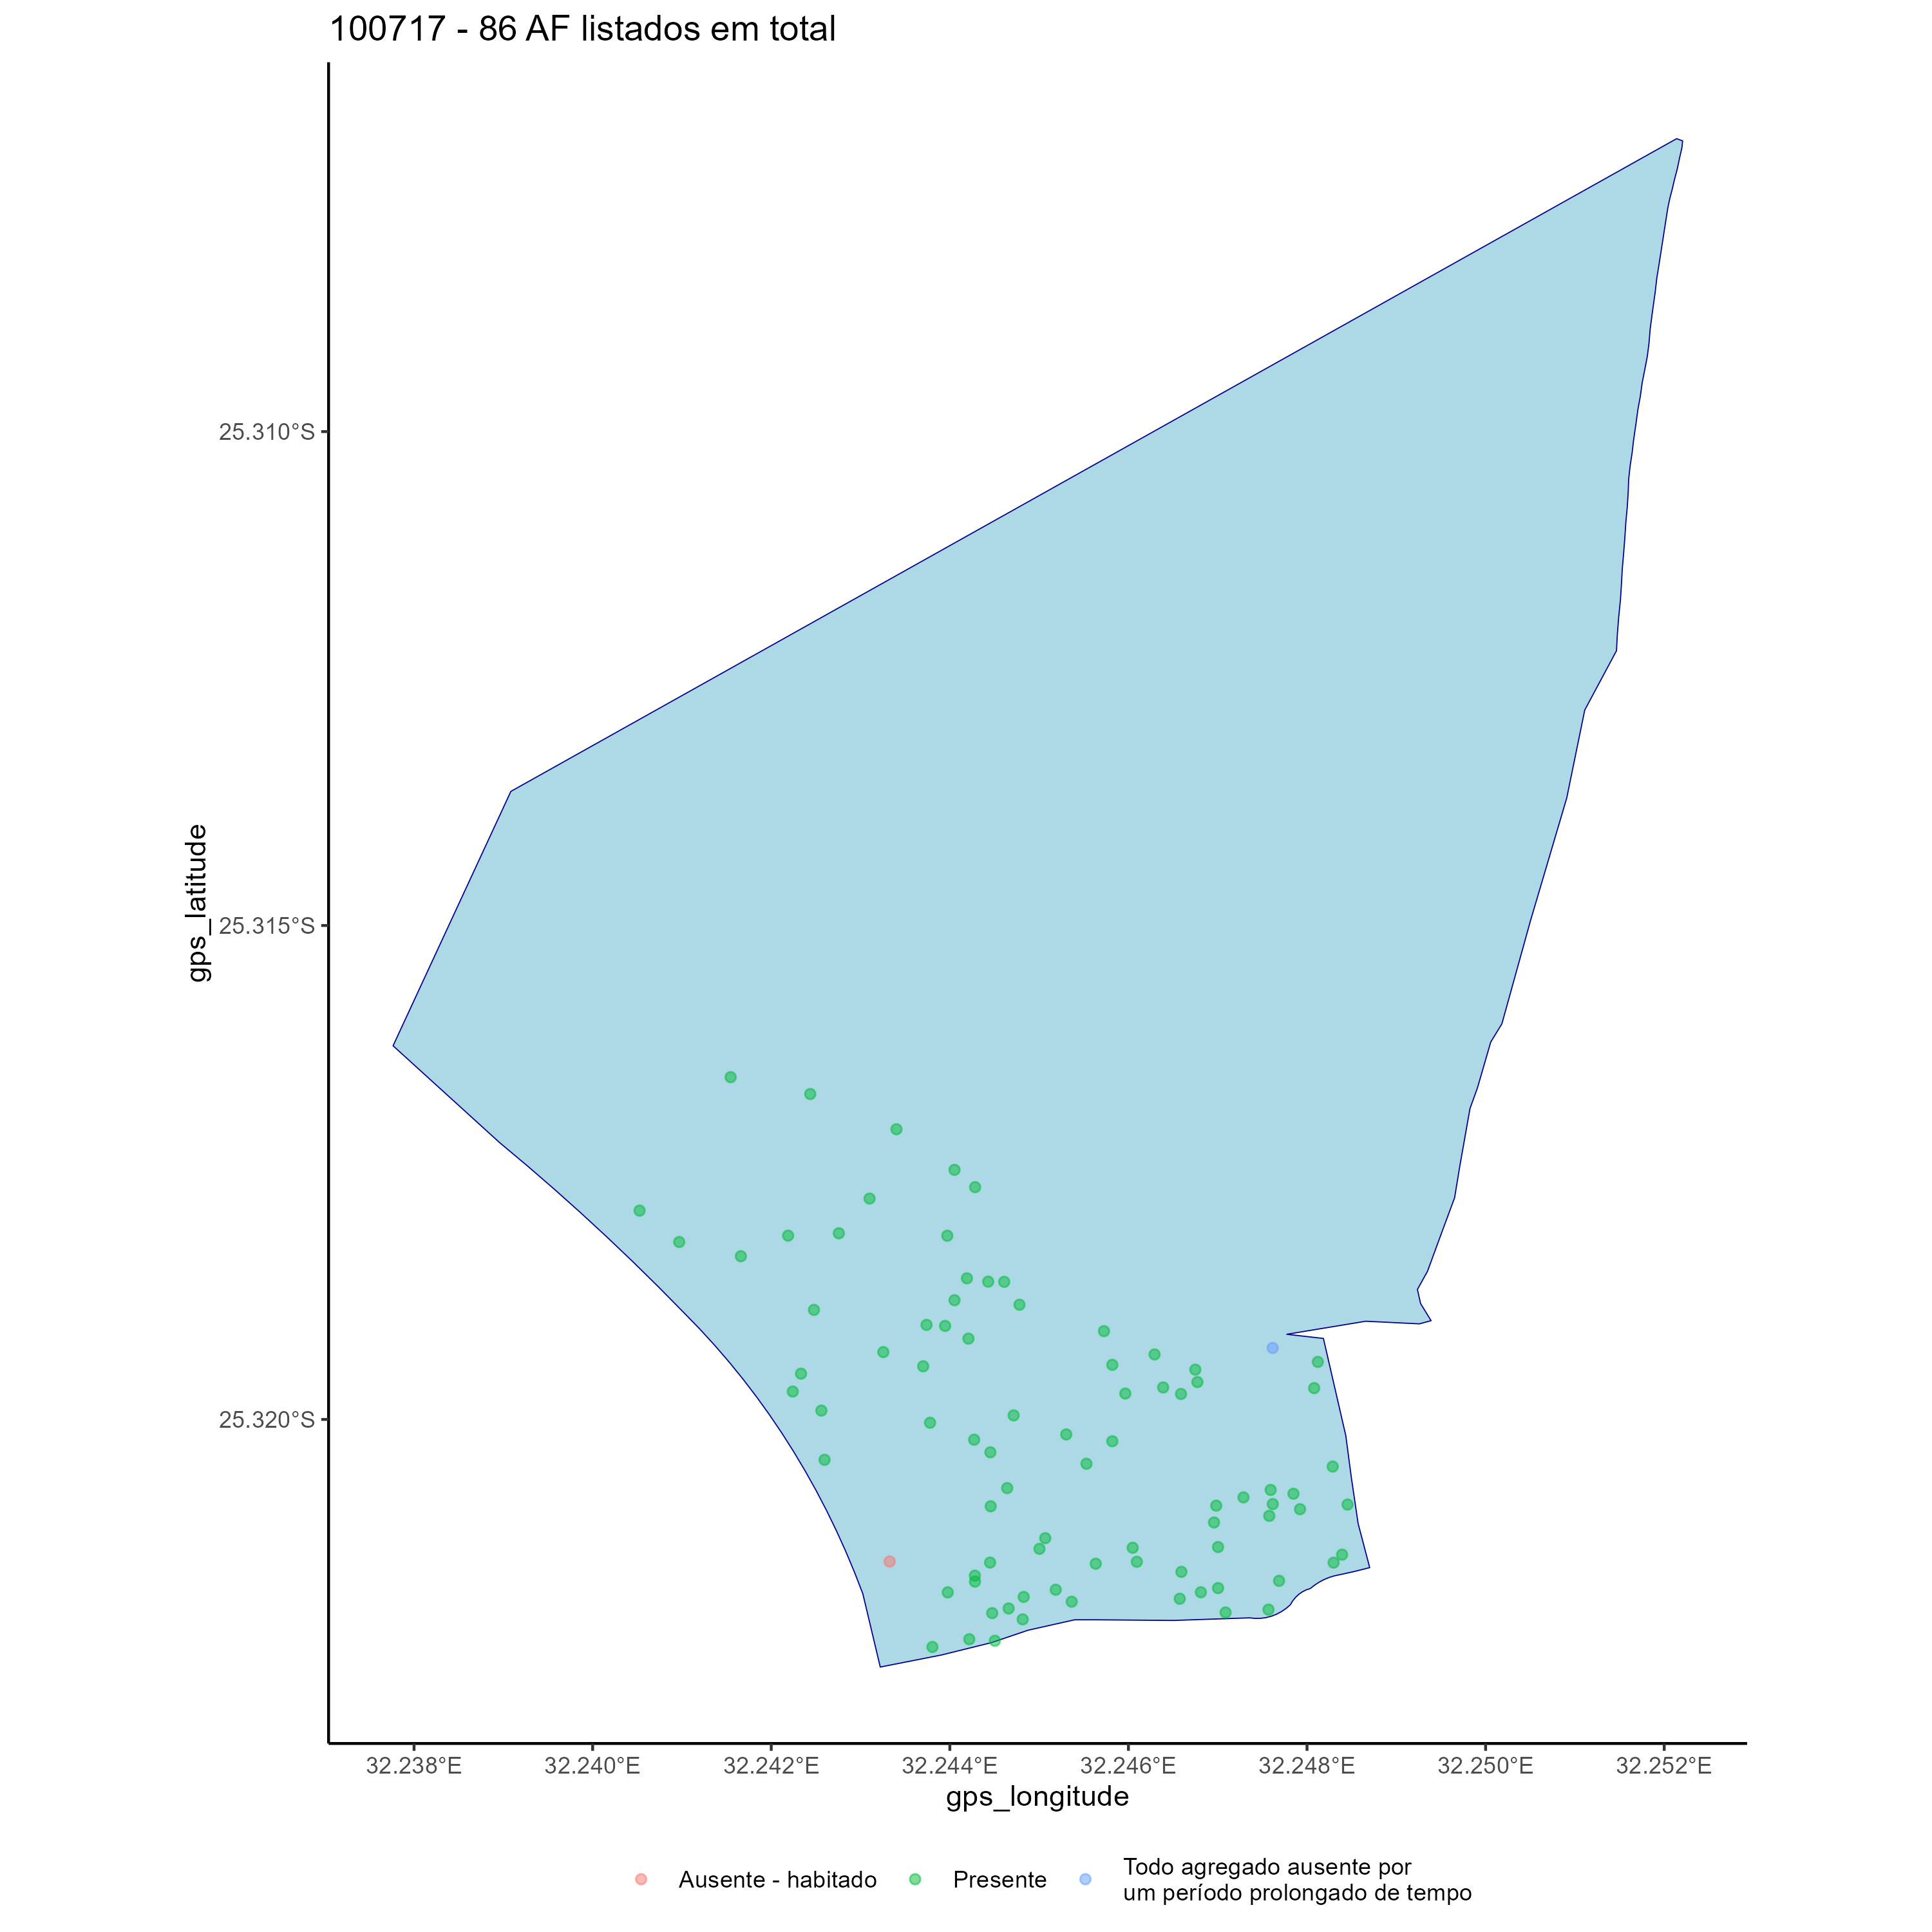 100717 - 86 AF listados em total
gps_latitude
25.310°S
25.315°S
25.320°S
32.238°E 32.240°E 32.242°E 32.244°E 32.246°E 32.248°E 32.250°E 32.252°E
gps_longitude
Ausente - habitado
Presente
Todo agregado ausente por
um período prolongado de tempo